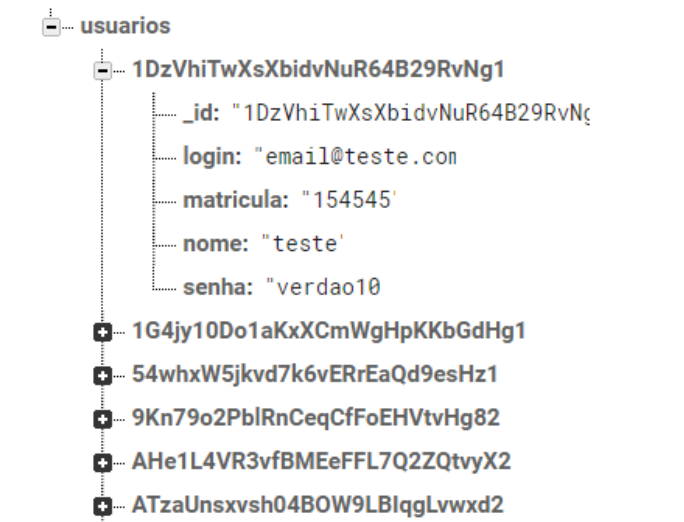 usuarios
1DzVhiTwXsXbidvNuR64B29RvNg1
_id: "1DzVhiTwXsXbidvNuR64B29RvNg
login: "email@teste.com
matricula: "154545'
nome: "teste'
senha: "verdao10
1G4jy10Do1aKxXCmWgHpKKbGdHg1
54whxW5jkvd7k6vERrEaQd9esHz1
9Kn79o2PblRnCeqCfFoEHVtvHg82
AHe1L4VR3vfBMEeFFL7Q2ZQtvyX2
ATzaUnsxvsh04BOW9LBIqgLvwxd2